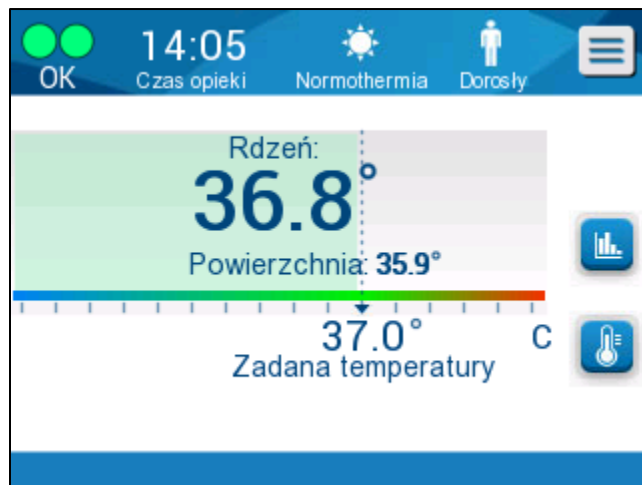 14:05
OK
Czas opieki
Normothermia
Dorosły
Rdzeń:
36.8°
Powierzchnia: 35.9°
37.0° C
Zadana temperatury